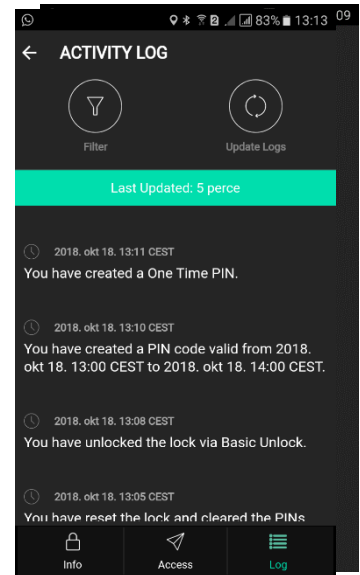 83% 13:13 09
ACTIVITY LOG
Filter Update Logs
Last Updated: 5 perce
2018. okt 18. 13:11 CEST
You have created a One Time PIN.
2018. okt 18. 13:10 CEST
You have created a PIN code valid from 2018.
okt 18. 13:00 CEST to 2018. okt 18. 14:00 CEST.
2018. okt 18. 13:08 CEST
You have unlocked the lock via Basic Unlock.
2018. okt 18. 13:05 CEST
You have reset the lock and cleared the PINs
Info Access Log